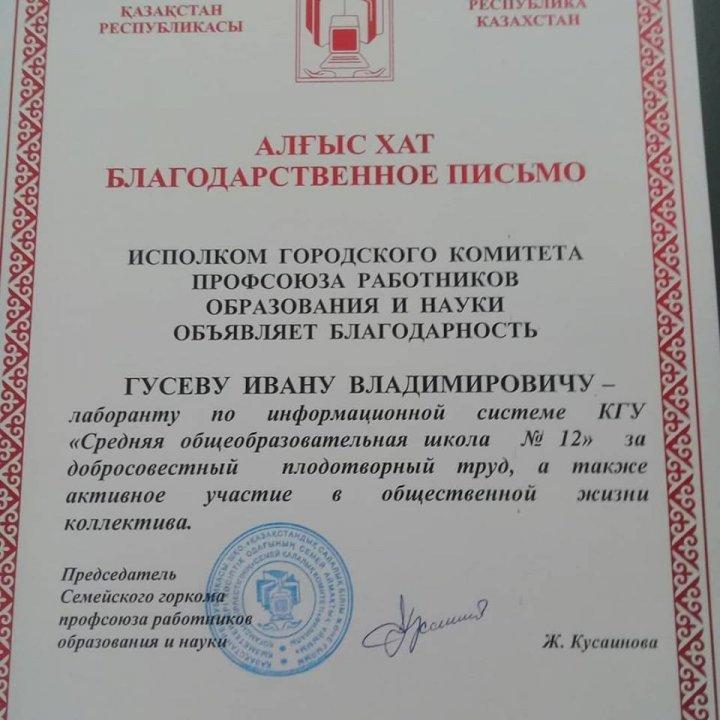 ҚАЗАҚСТАН
РЕСПУБЛИКАСЫ
РЕСПУБЛИКА
КАЗАХСТАН
АЛҒЫС ХАТ
БЛАГОДАРСТВЕННОЕ ПИСЬМО
ИСПОЛКОМ ГОРОДСКОГО КОМИТЕТА
ПРОФСОЮЗА РАБОТНИКОВ
ОБРАЗОВАНИЯ И НАУКИ
ОБЪЯВЛЯЕТ БЛАГОДАРНОСТЬ
ГУСЕВУ ИВАНУ ВЛАДИМИРОВИЧУ –
лаборанту по информационной системе КГУ
«Средняя общеобразовательная школа № 12» за
добросовестный плодотворный труд, а также
активное участие в общественной жизни
коллектива.
Председатель
Семейского горкома
профсоюза работников
образования и науки
Ж. Кусаинова